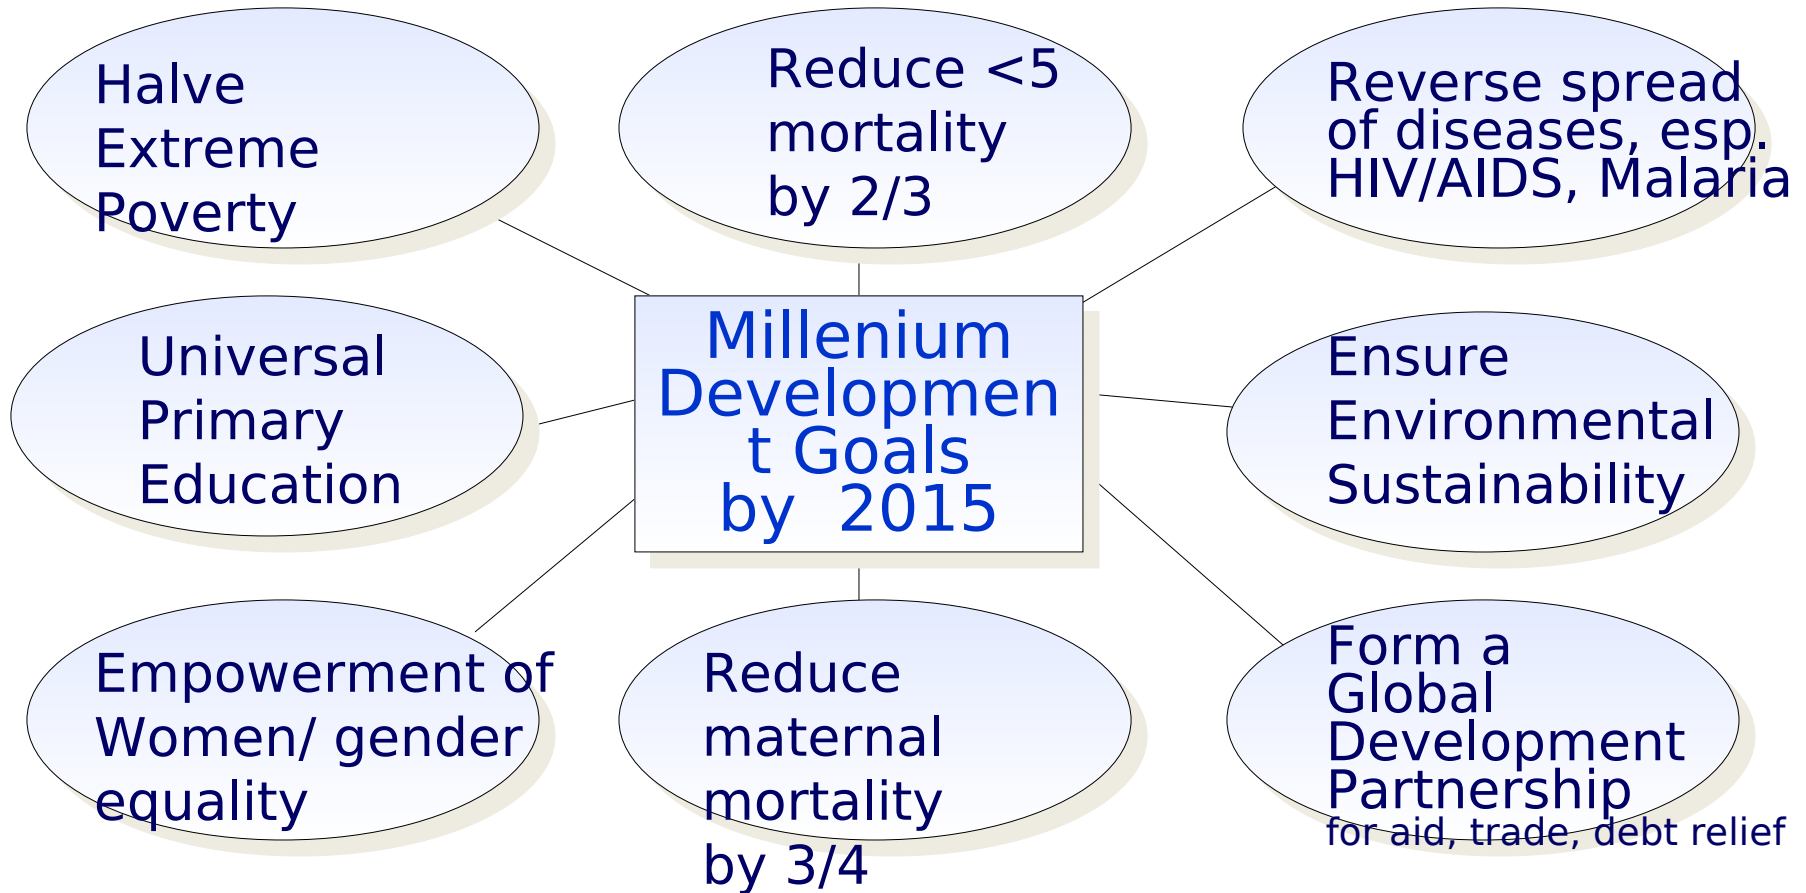 Halve
Extreme
Poverty
Reduce <5
mortality
by 2/3
Reverse spread
of diseases, esp.
HIV/AIDS, Malaria
Universal
Primary
Education
Millenium
Developmen
t Goals
by  2015
Ensure
Environmental
Sustainability
Empowerment of
Women/ gender
equality
Reduce
maternal
mortality
by 3/4
Form a
Global
Development
Partnership
for aid, trade, debt relief